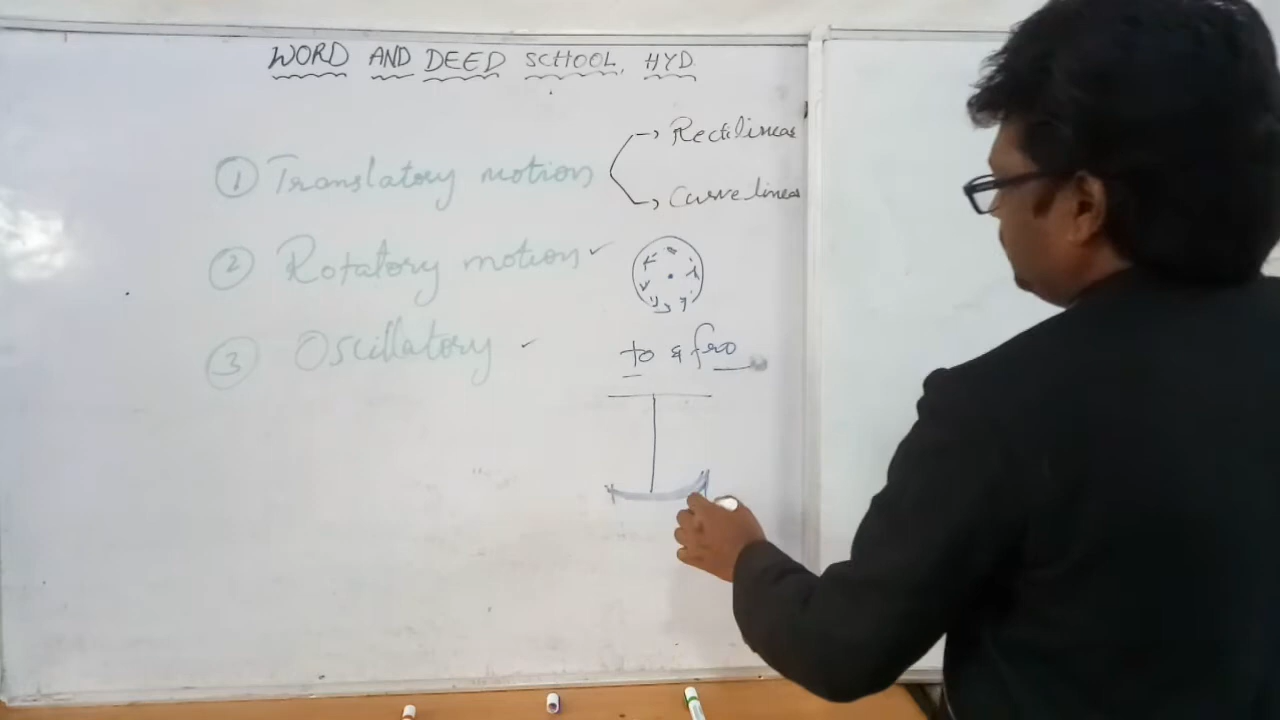 WORD AND DEED SCHOOL, HYD
① Translatory motion
→ Rectilinear
→ Curvelinear
② Rotatory motion ✓
③ Oscillatory ✓
to & fro